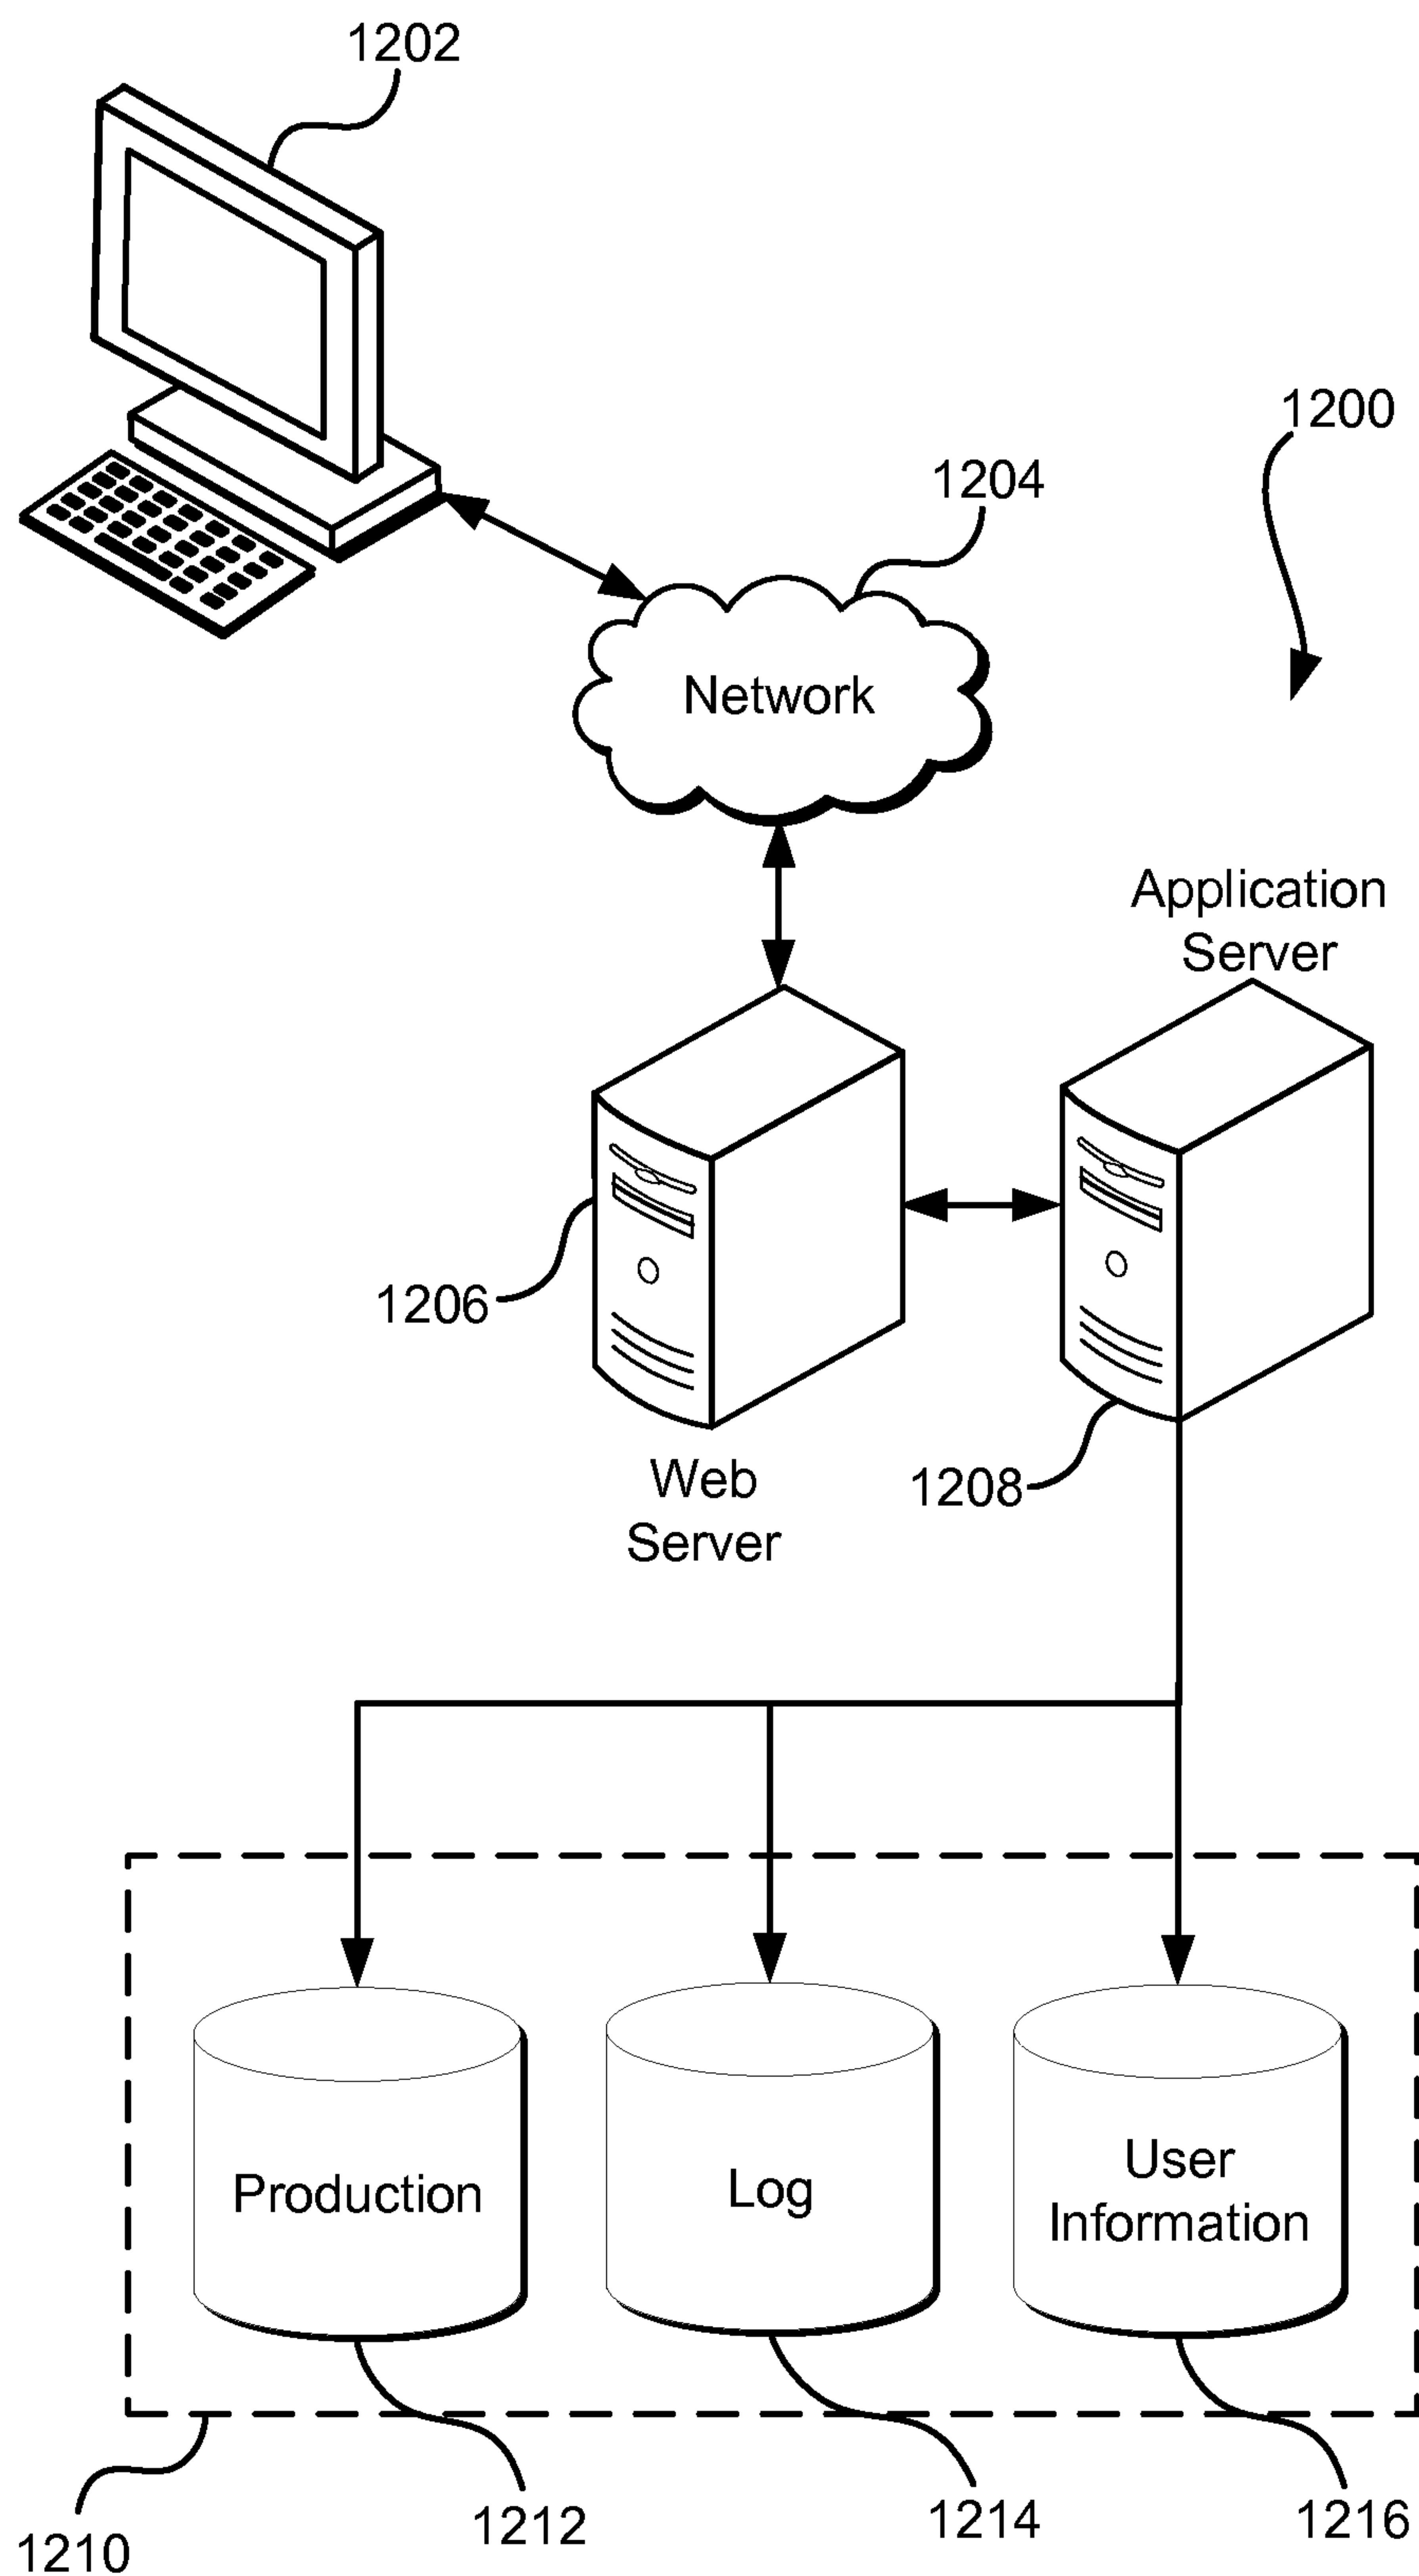 1202
1200
1204
Network
Application
Server
1206
1208
Web
Server
Production
Log
User
Information
1210
1212
1214
1216